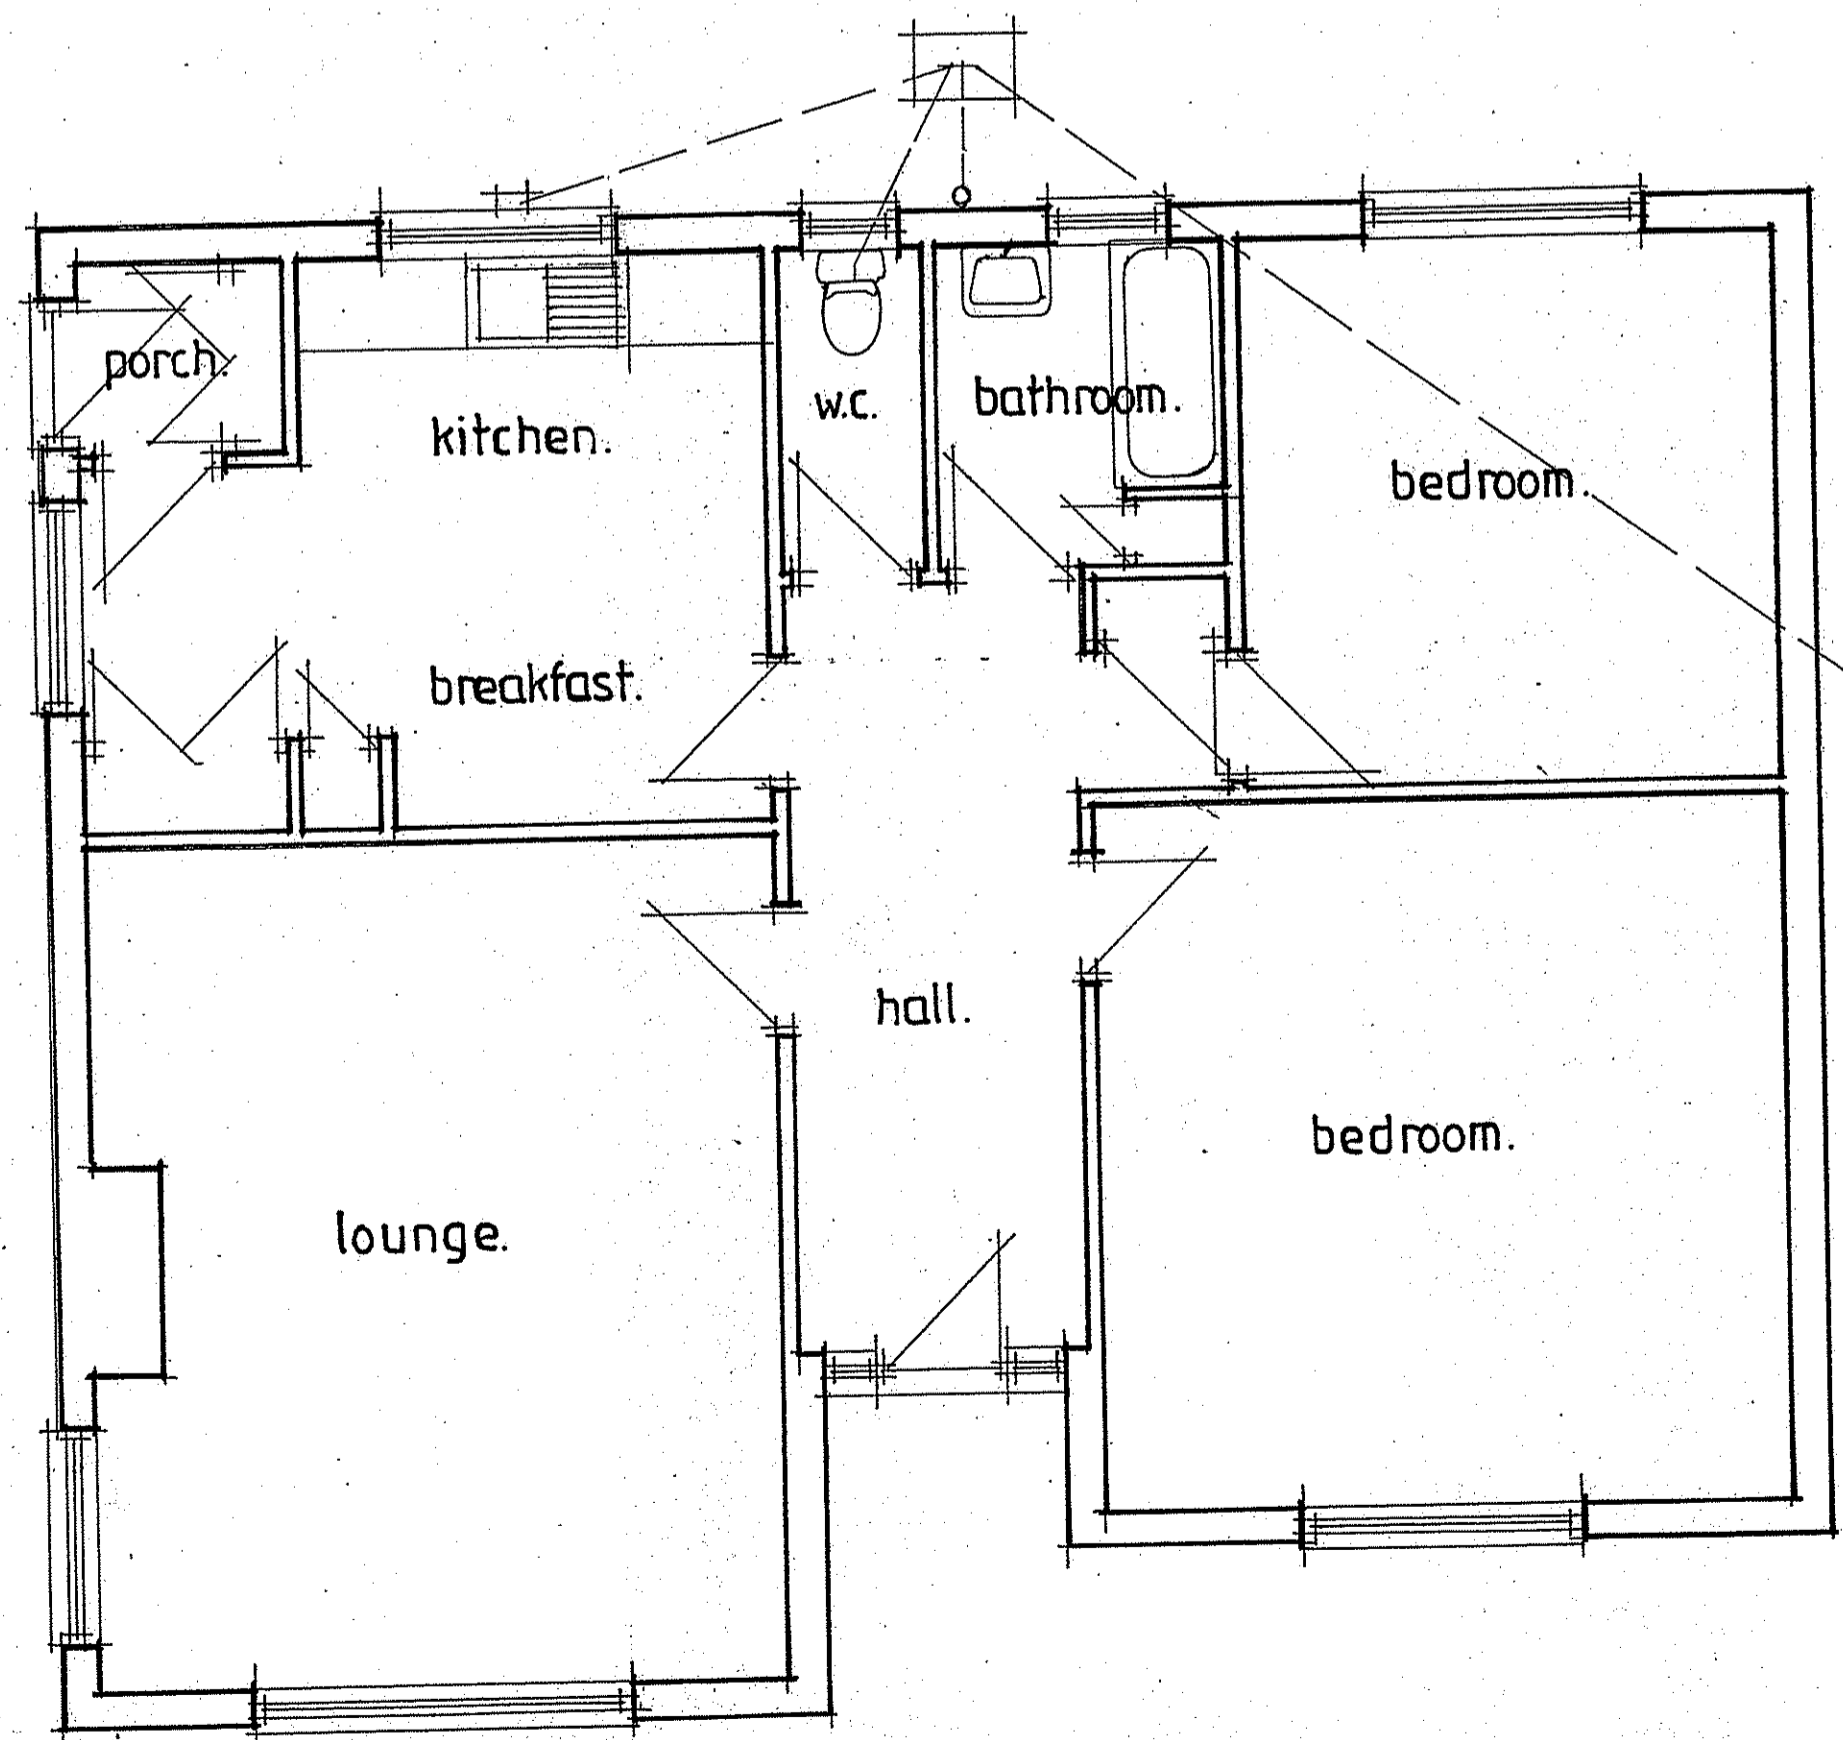 porch.
kitchen.
w.c.
bathroom.
bedroom.
breakfast.
hall.
bedroom.
lounge.